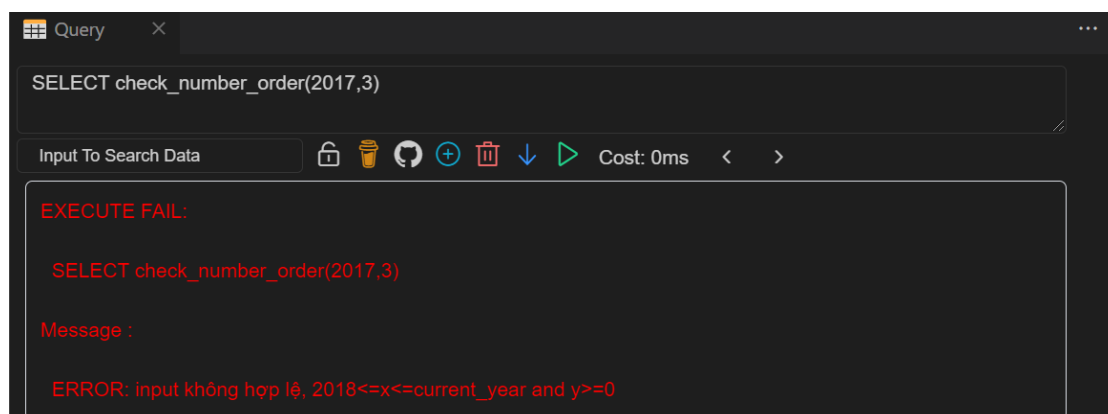 Query
SELECT check_number_order(2017,3)
Input To Search Data Cost: 0ms
EXECUTE FAIL:
SELECT check_number_order(2017,3)
Message :
ERROR: input không hợp lệ, 2018<=x<=current_year and y>=0